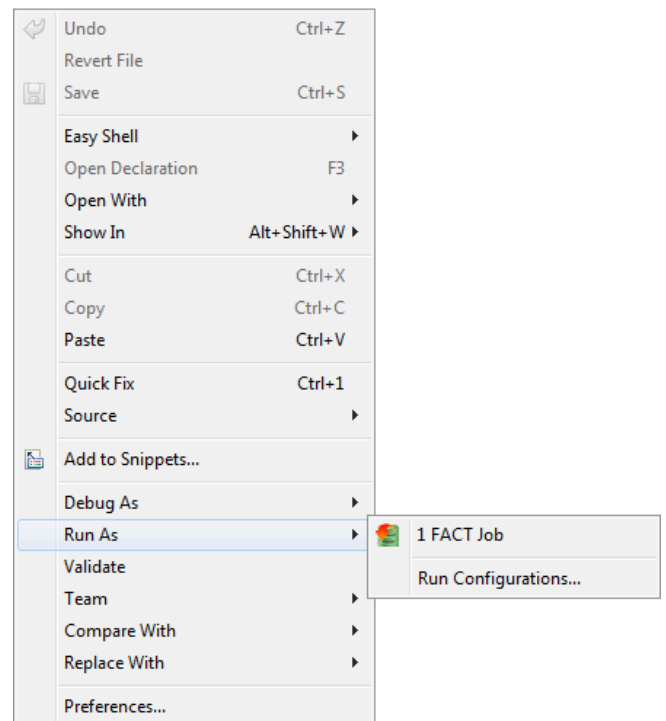 Undo Ctrl+Z
Revert File
Save Ctrl+S
Easy Shell
Open Declaration F3
Open With
Show In Alt+Shift+W
Cut Ctrl+X
Copy Ctrl+C
Paste Ctrl+V
Quick Fix Ctrl+1
Source
Add to Snippets...
Debug As
Run As
1 FACT Job
Validate
Run Configurations...
Team
Compare With
Replace With
Preferences...